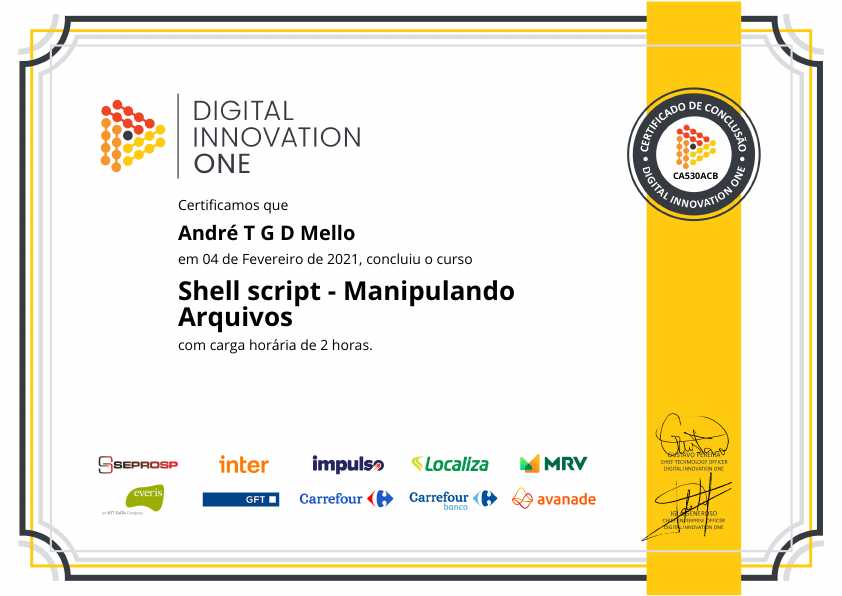 DIGITAL
INNOVATION
ONE
CERTIFICADO DE CONCLUSÃO
CA530ACB
DIGITAL INNOVATION ONE
Certificamos que
André T G D Mello
em 04 de Fevereiro de 2021, concluiu o curso
Shell script - Manipulando
Arquivos
com carga horária de 2 horas.
GUSTAVO PEREIRA
CHIEF TECHNOLOGY OFFICER
DIGITAL INNOVATION ONE
SEPROSP
inter
impulso
Localiza
MRV
everis
an NTT DATA Company
GFT
Carrefour
Carrefour
banco
avanade
GENEROSO
CHIEF ENTERPRISE OFFICER
DIGITAL INNOVATION ONE